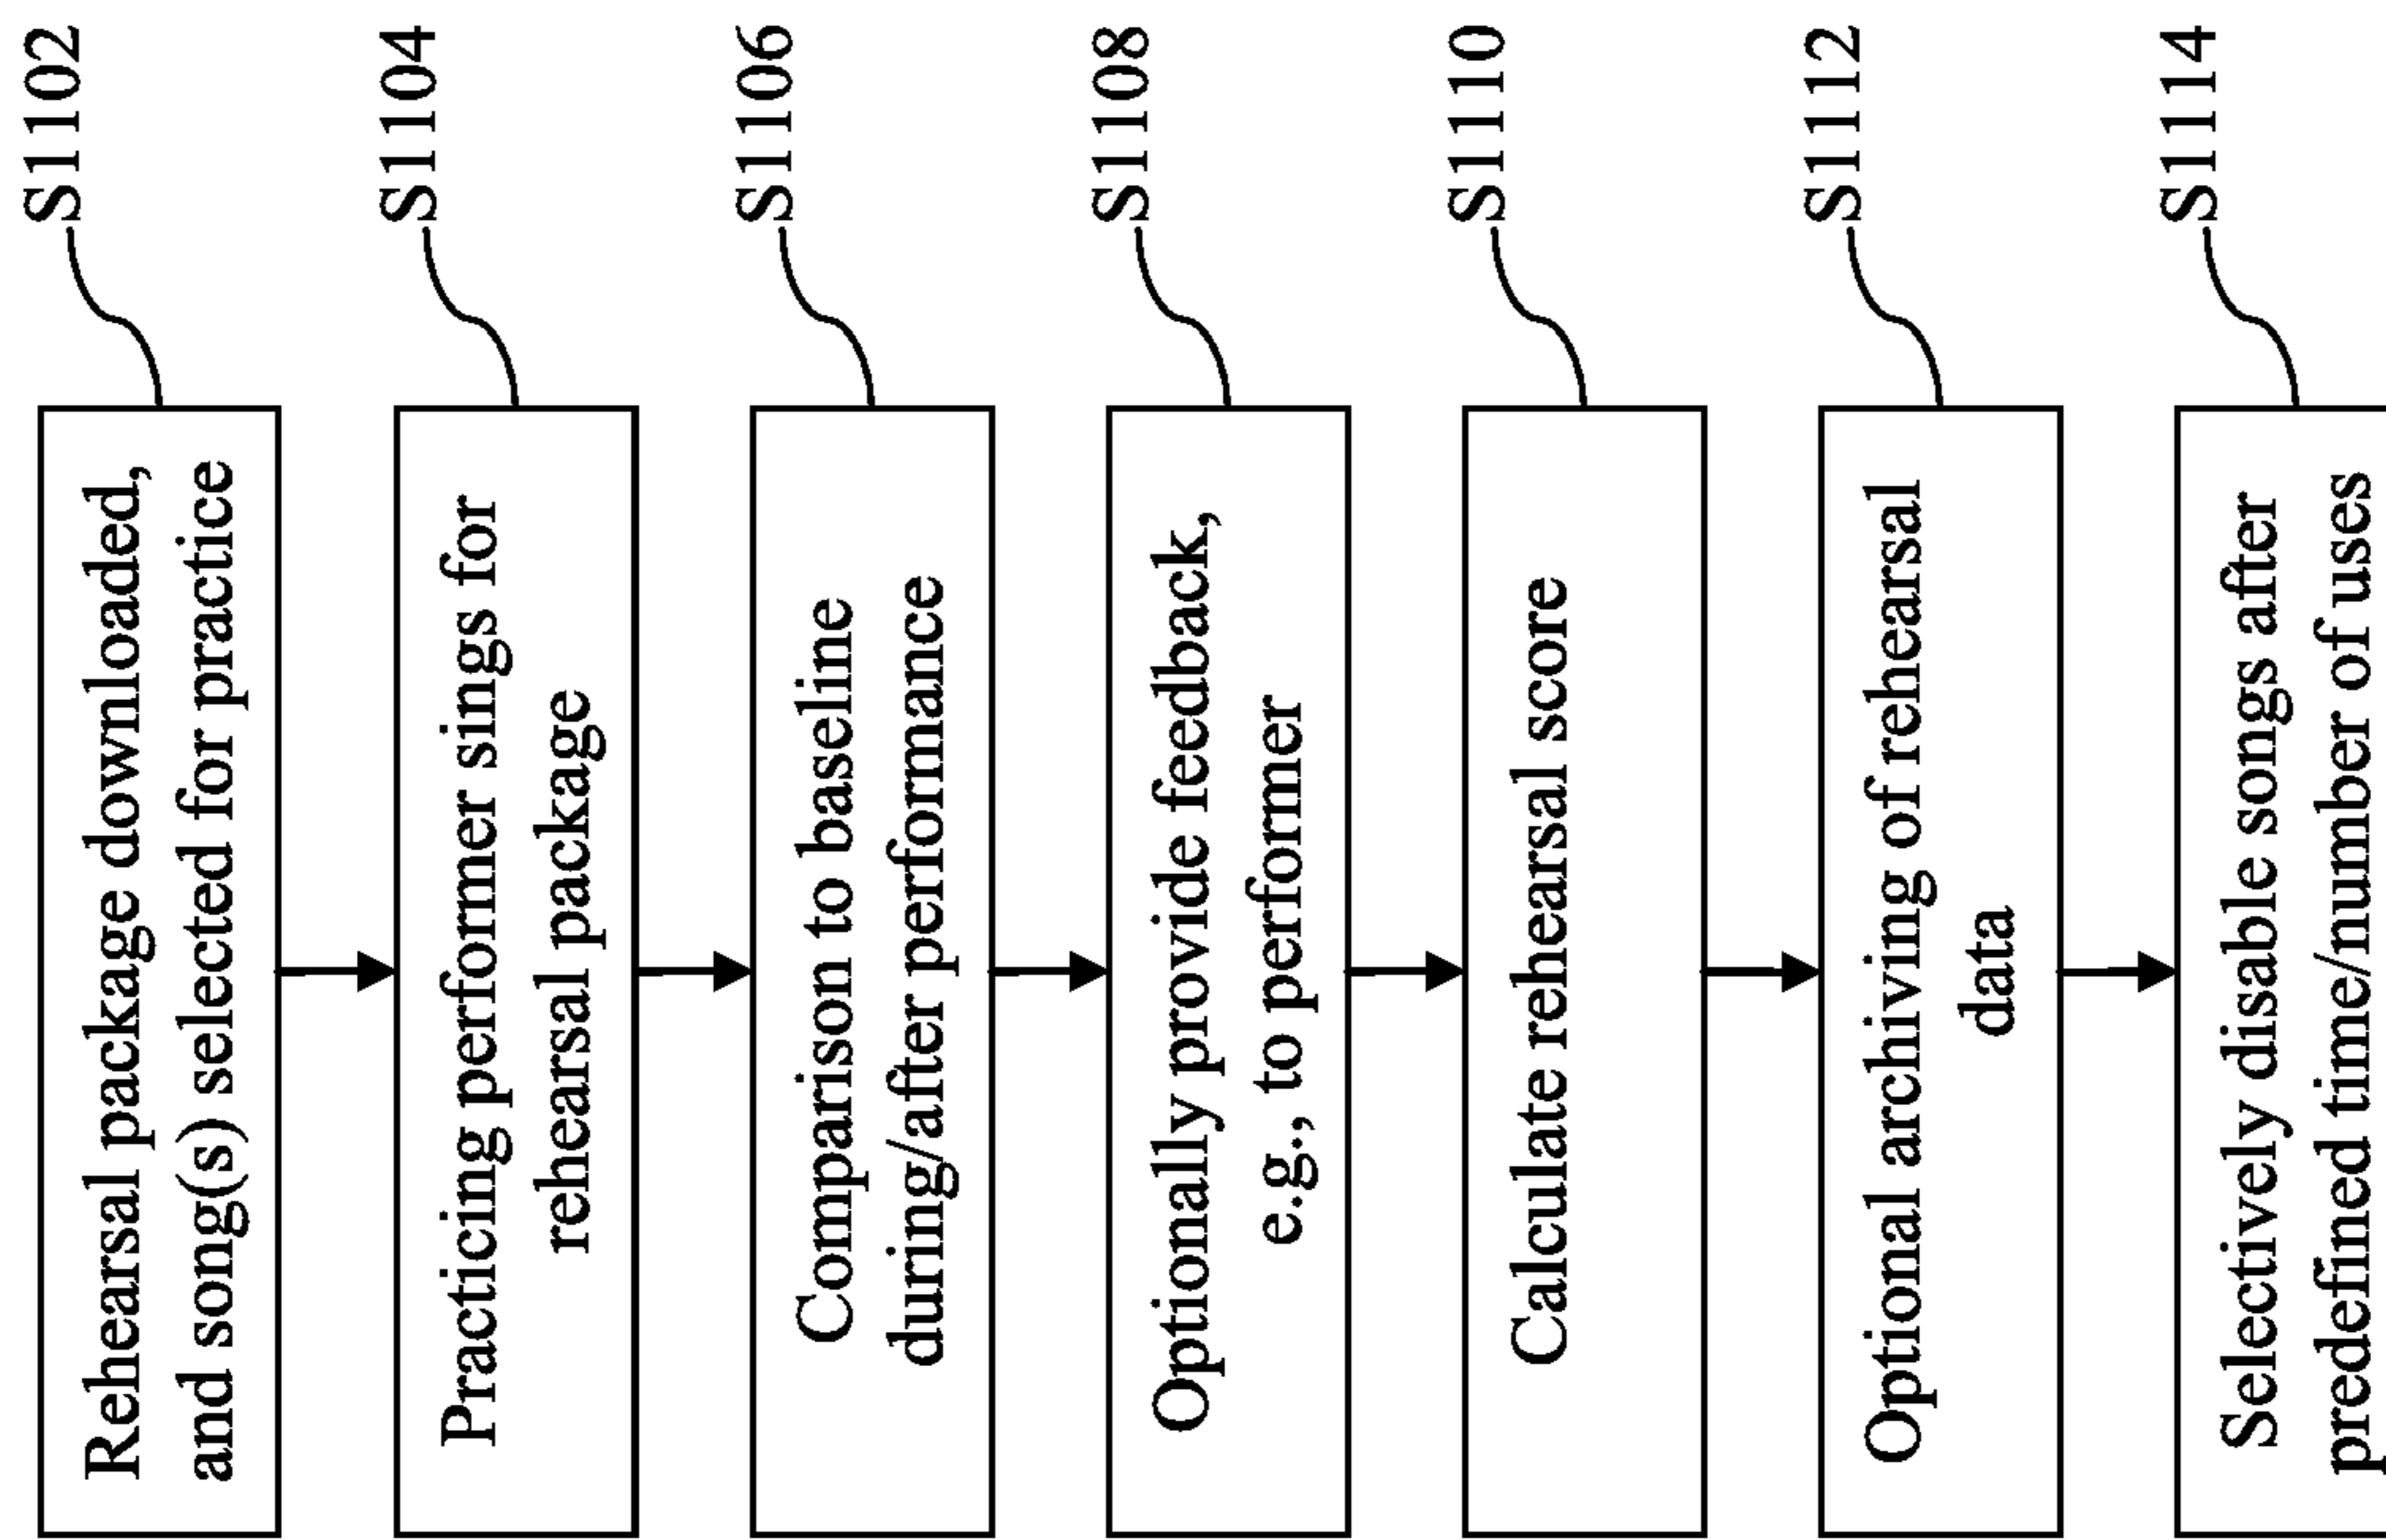 Rehearsal package downloaded,
and song(s) selected for practice
S1102
Practicing performer sings for
rehearsal package
S1104
Comparison to baseline
during/after performance
S1106
Optionally provide feedback,
e.g., to performer
S1108
Calculate rehearsal score
S1110
Optional archiving of rehearsal
data
S1112
Selectively disable songs after
predefined time/number of uses
S1114